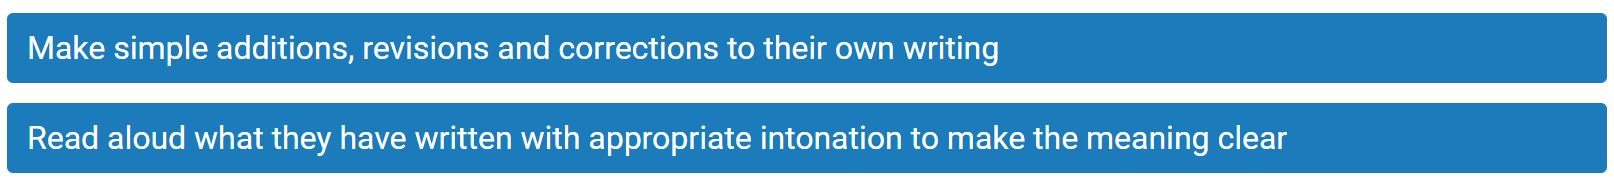 Make simple additions, revisions and corrections to their own writing
Read aloud what they have written with appropriate intonation to make the meaning clear